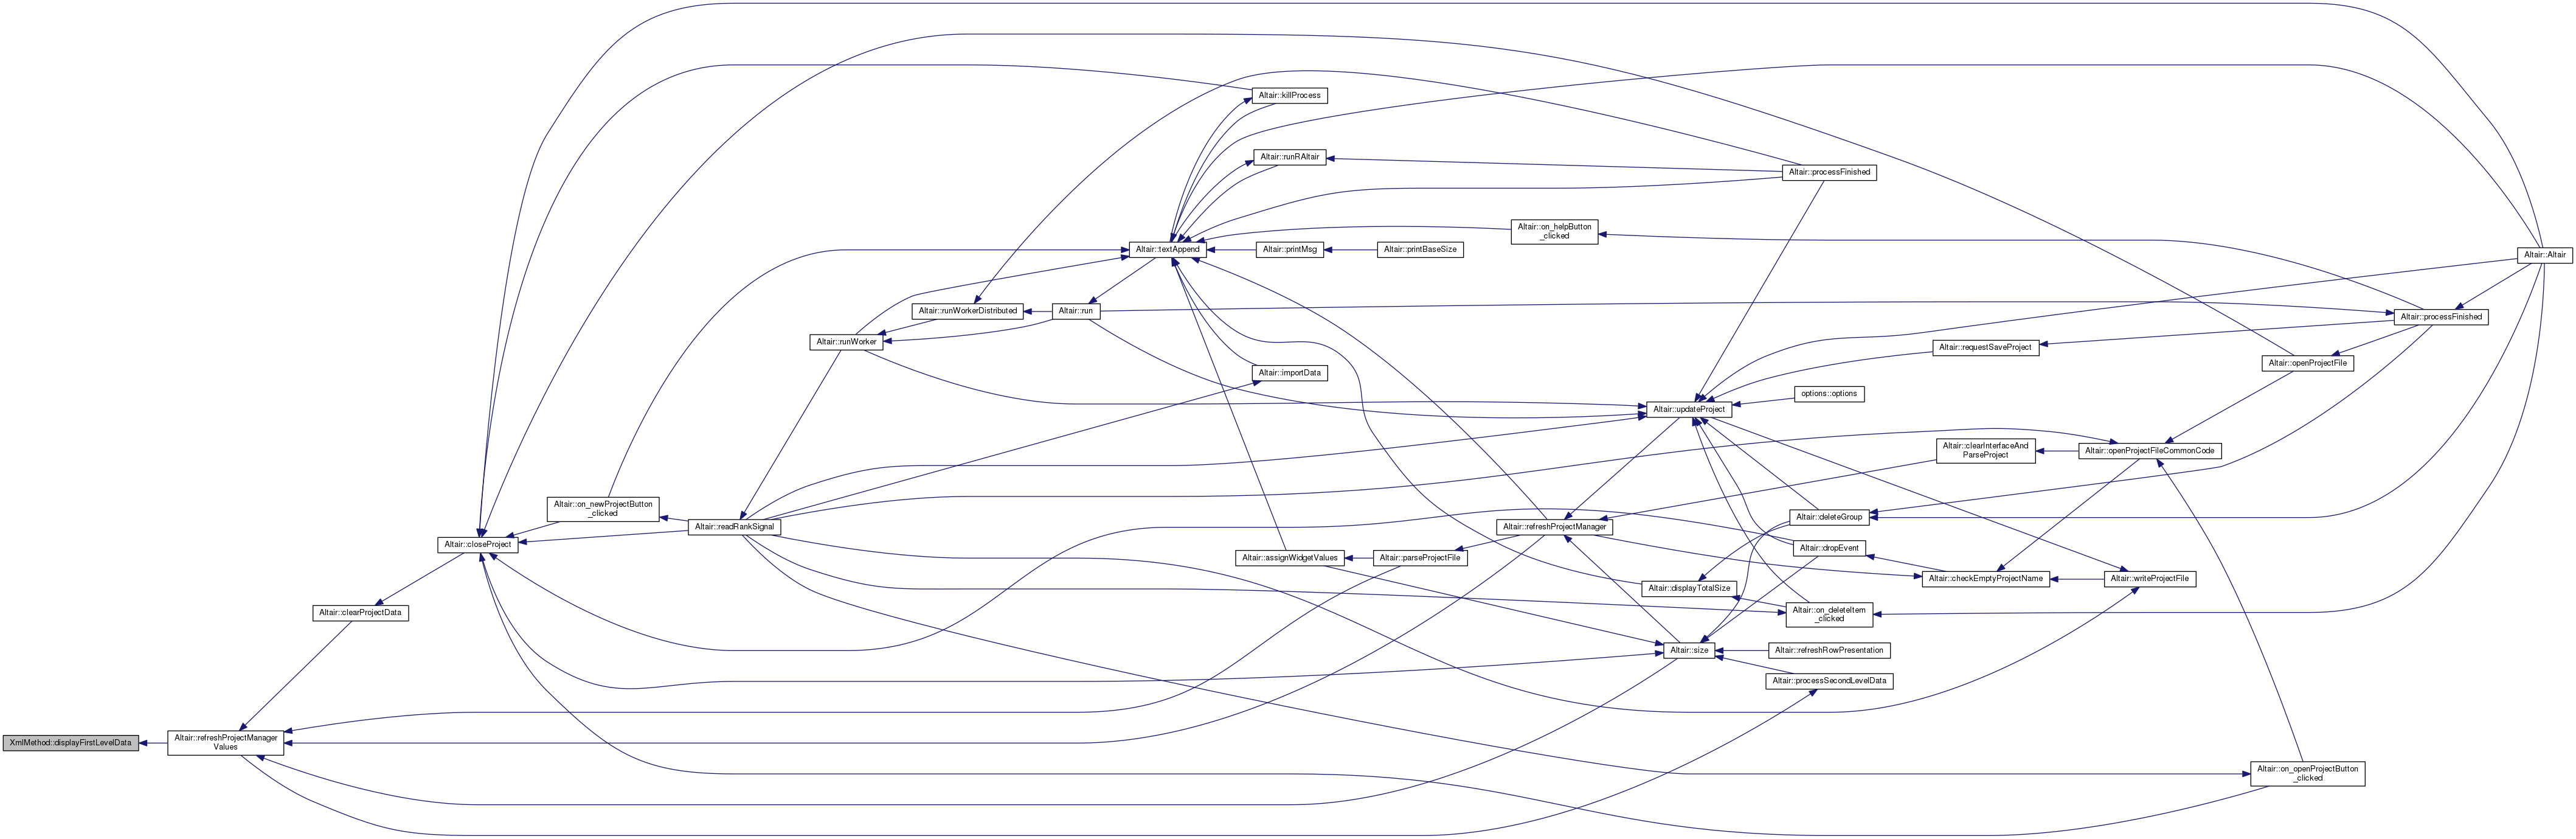 XmlMethod::displayFirstLevelData
Altair::refreshProjectManager
Values
Altair::clearProjectData
Altair::closeProject
Altair::on_newProjectButton
_clicked
Altair::readRankSignal
Altair::runWorker
Altair::runWorkerDistributed
Altair::run
Altair::textAppend
Altair::killProcess
Altair::runRAltair
Altair::printMsg
Altair::printBaseSize
Altair::importData
Altair::assignWidgetValues
Altair::parseProjectFile
Altair::on_helpButton
_clicked
Altair::refreshProjectManager
Altair::updateProject
Altair::displayTotalSize
Altair::size
Altair::processFinished
options::options
Altair::deleteGroup
Altair::dropEvent
Altair::on_deleteItem
_clicked
Altair::refreshRowPresentation
Altair::processSecondLevelData
Altair::requestSaveProject
Altair::clearInterfaceAnd
ParseProject
Altair::checkEmptyProjectName
Altair::openProjectFileCommonCode
Altair::writeProjectFile
Altair::openProjectFile
Altair::on_openProjectButton
_clicked
Altair::processFinished
Altair::Altair